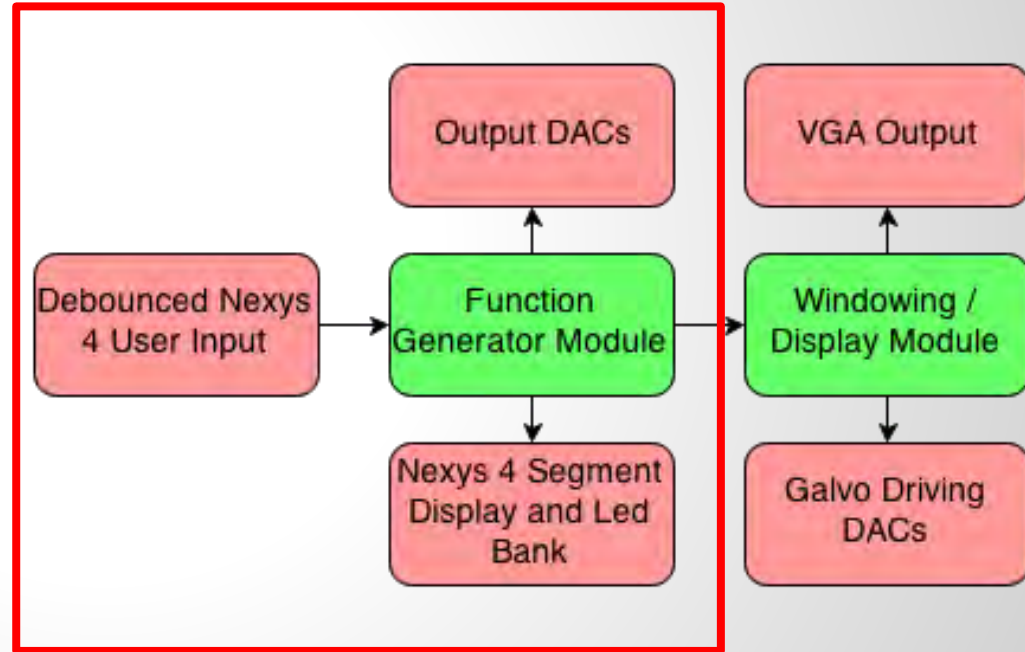 Output DACs
VGA Output
Debounced Nexys
4 User Input
Function
Generator Module
Windowing /
Display Module
Nexys 4 Segment
Display and Led
Bank
Galvo Driving
DACs